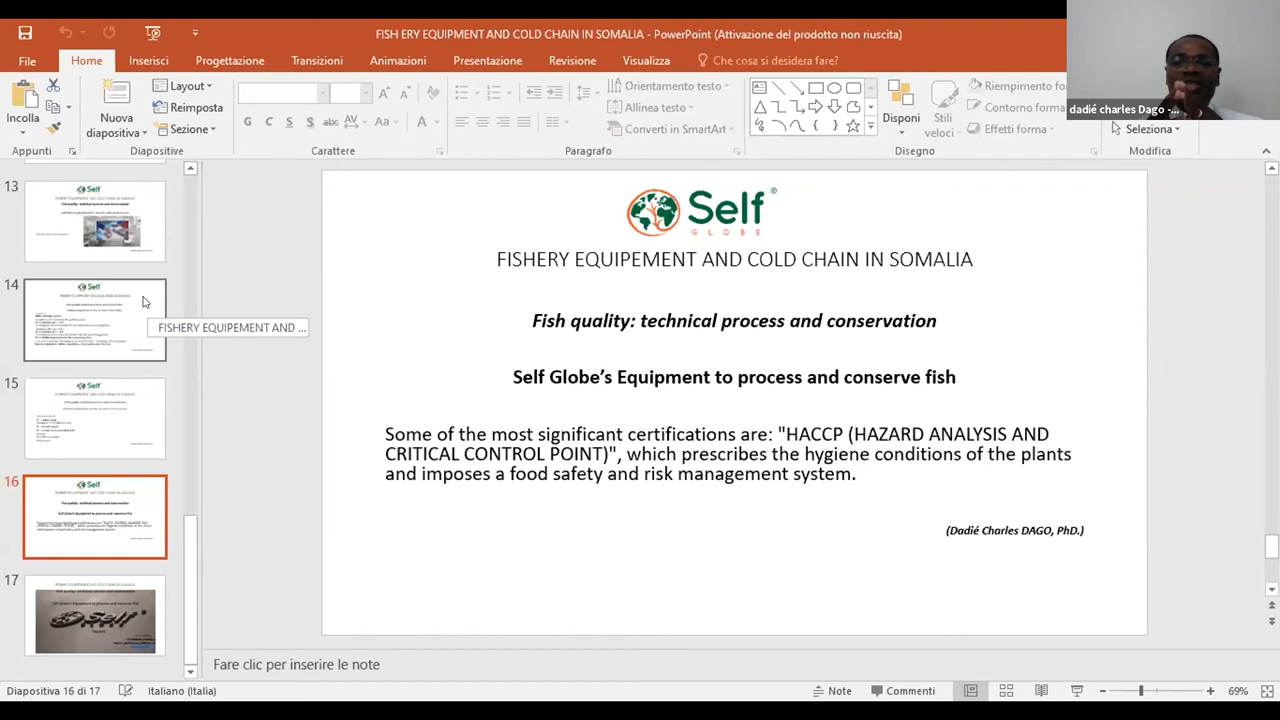 FISH ERY EQUIPMENT AND COLD CHAIN IN SOMALIA - PowerPoint (Attivazione del prodotto non riuscita)
File Home Inserisci Progettazione Transizioni Animazioni Presentazione Revisione Visualizza Che cosa si desidera fare?
dadié charles Dago -...
Incolla
Nuova
diapositiva
Layout
Reimposta
Sezione
Orientamento testo
Allinea testo
Converti in SmartArt
Disponi
Stili
veloci
Riempimento forma
Contorno forma
Effetti forma
Seleziona
Appunti Diapositive Carattere Paragrafo Disegno Modifica
13
Self
14
Self
FISHERY EQUIPEMENT AND ...
15
Self
16
Self
17
Self
Self®
GLOBE
FISHERY EQUIPEMENT AND COLD CHAIN IN SOMALIA
Fish quality: technical process and conservation
Self Globe's Equipment to process and conserve fish
Some of the most significant certifications are: "HACCP (HAZARD ANALYSIS AND
CRITICAL CONTROL POINT)", which prescribes the hygiene conditions of the plants
and imposes a food safety and risk management system.
(Dadié Charles DAGO, PhD.)
Fare clic per inserire le note
Diapositiva 16 di 17 Italiano (Italia) Note Commenti 69%